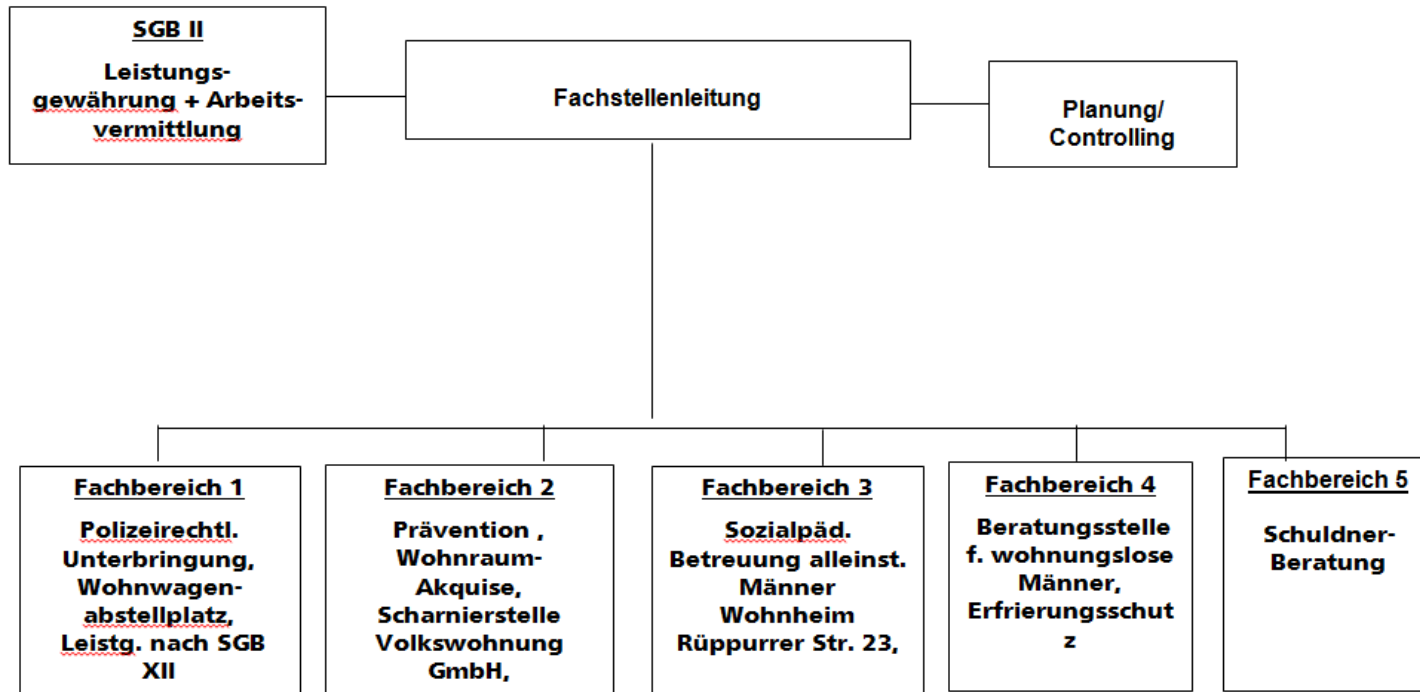 SGB II
Leistungs-
gewährung + Arbeits-
vermittlung
Fachstellenleitung
Planung/
Controlling
Fachbereich 1
Polizeirechtl.
Unterbringung,
Wohnwagen-
abstellplatz,
Leistg. nach SGB
XII
Fachbereich 2
Prävention ,
Wohnraum-
Akquise,
Scharnierstelle
Volkswohnung
GmbH,
Fachbereich 3
Sozialpäd.
Betreuung alleinst.
Männer
Wohnheim
Rüppurrer Str. 23,
Fachbereich 4
Beratungsstelle
f. wohnungslose
Männer,
Erfrierungsschut
z
Fachbereich 5
Schuldner-
Beratung